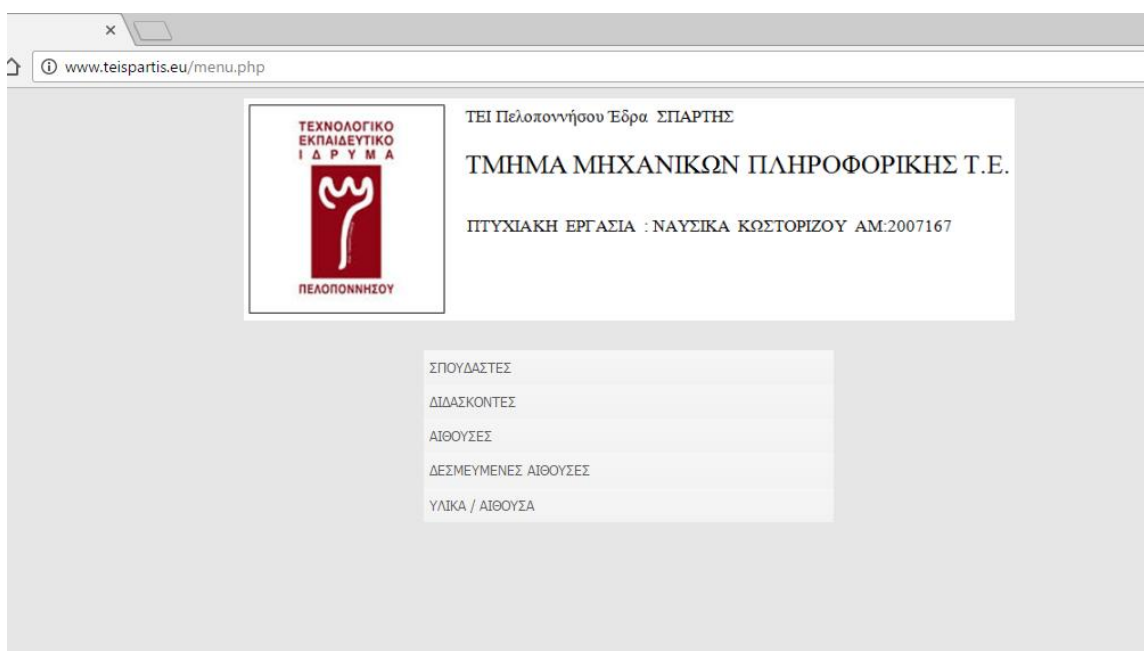 www.teispartis.eu/menu.php
ΤΕΧΝΟΛΟΓΙΚΟ
ΕΚΠΑΙΔΕΥΤΙΚΟ
ΙΔΡΥΜΑ
ΠΕΛΟΠΟΝΝΗΣΟΥ
ΤΕΙ Πελοποννήσου Έδρα ΣΠΑΡΤΗΣ
ΤΜΗΜΑ ΜΗΧΑΝΙΚΩΝ ΠΛΗΡΟΦΟΡΙΚΗΣ Τ.Ε.
ΠΤΥΧΙΑΚΗ ΕΡΓΑΣΙΑ : ΝΑΥΣΙΚΑ ΚΩΣΤΟΡΙΖΟΥ ΑΜ:2007167
ΣΠΟΥΔΑΣΤΕΣ
ΔΙΔΑΣΚΟΝΤΕΣ
ΑΙΘΟΥΣΕΣ
ΔΕΣΜΕΥΜΕΝΕΣ ΑΙΘΟΥΣΕΣ
ΥΛΙΚΑ / ΑΙΘΟΥΣΑ